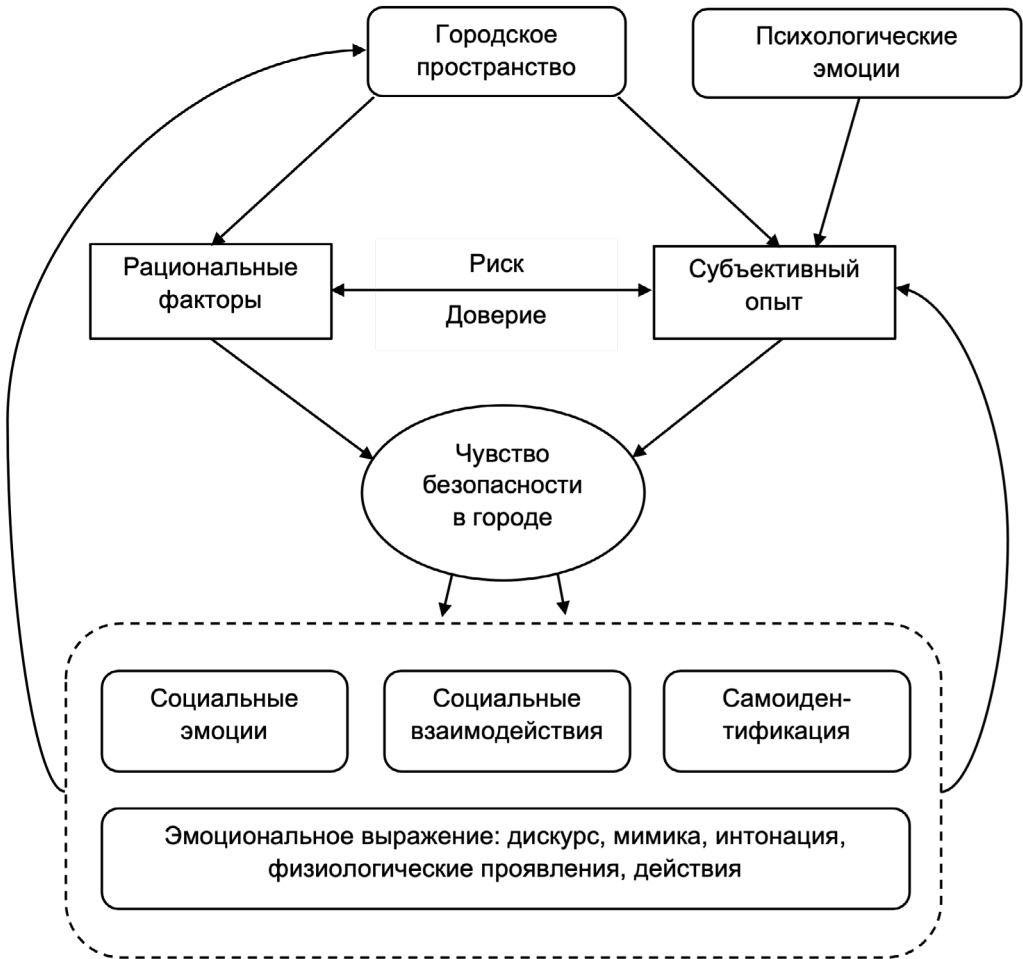 Городское
пространство
Психологические
эмоции
Рациональные
факторы
Риск
Доверие
Субъективный
опыт
Чувство
безопасности
в городе
Социальные
эмоции
Социальные
взаимодействия
Самоиден-
тификация
Эмоциональное выражение: дискурс, мимика, интонация,
физиологические проявления, действия